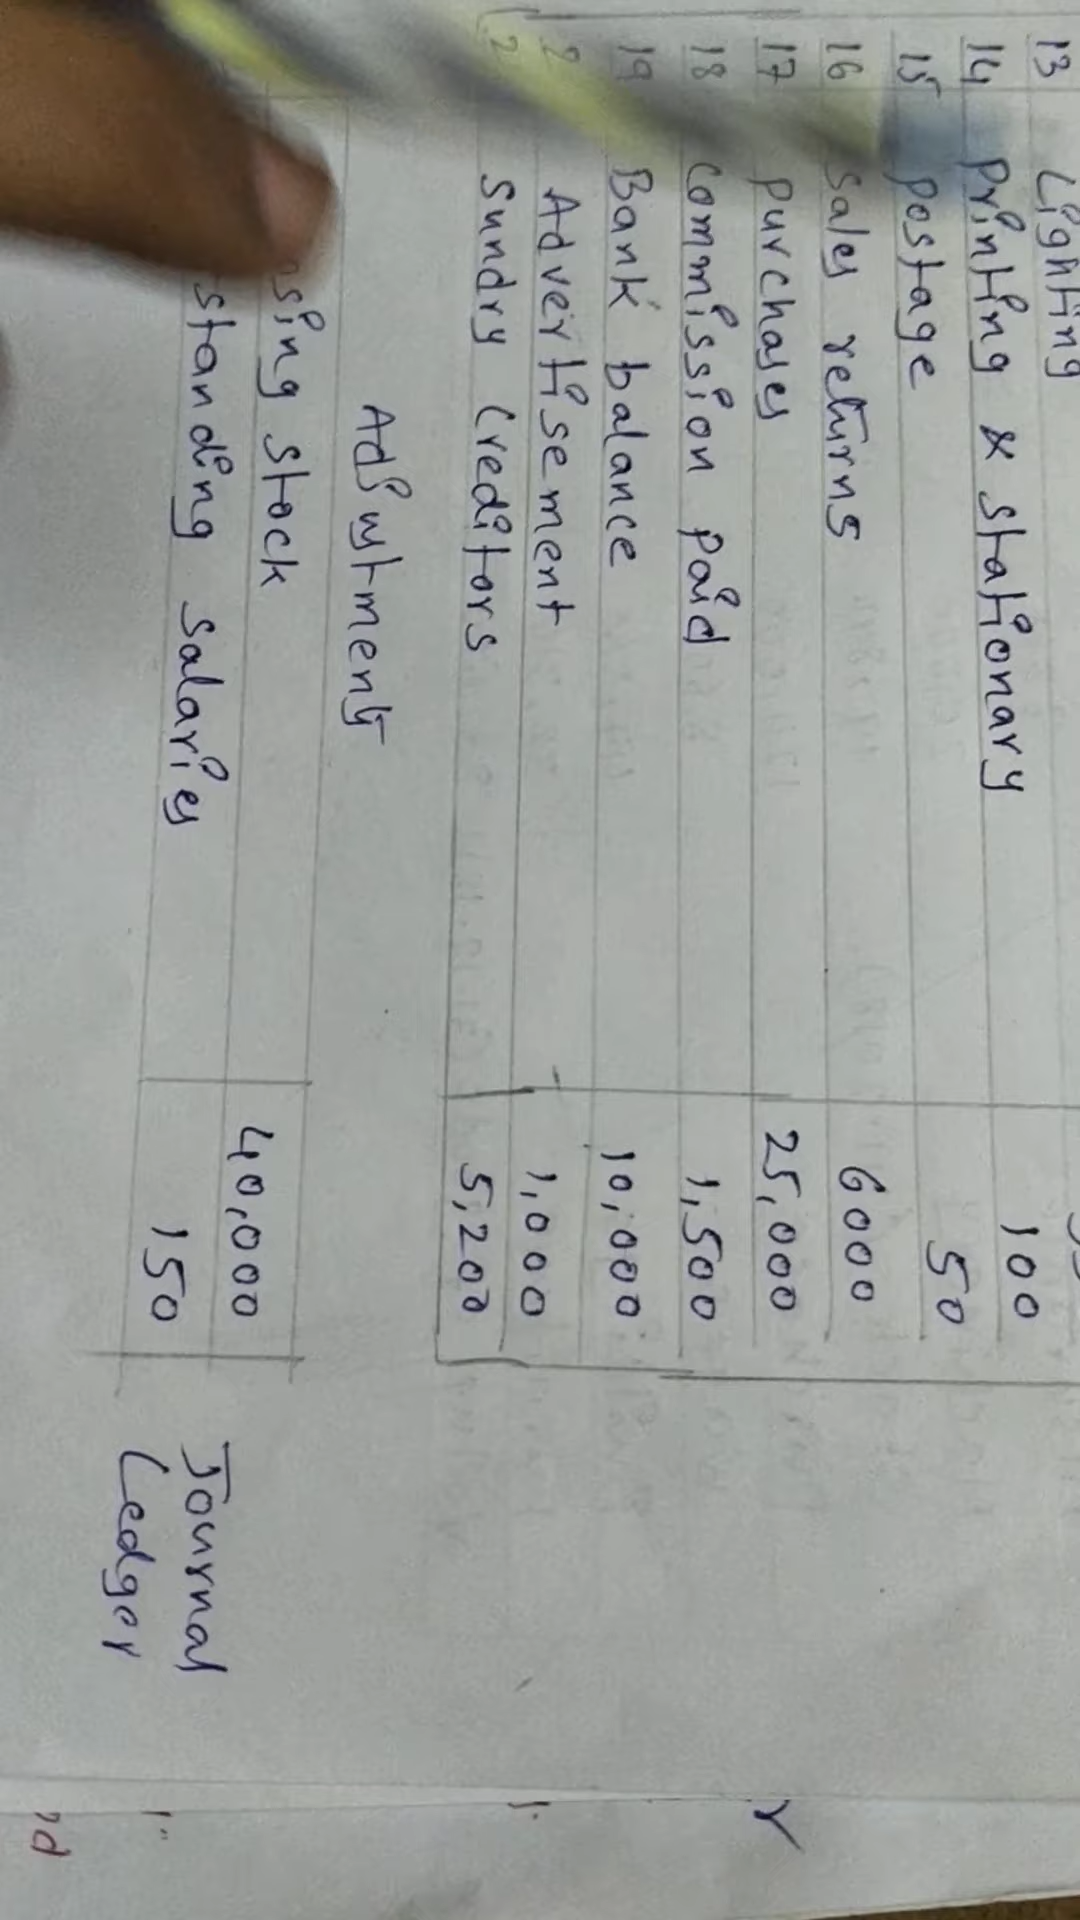 13 Lighting
14 Printing & stationary 100
15 postage 50
16 sales returns 6000
17 purchases 25,000
18 commission paid 1,500
19 Bank balance 10,000
2 Advertisement 1,000
2 sundry creditors 5,200
Adjustments
sing stock 40,000
standing salaries 150
Journal
Ledger